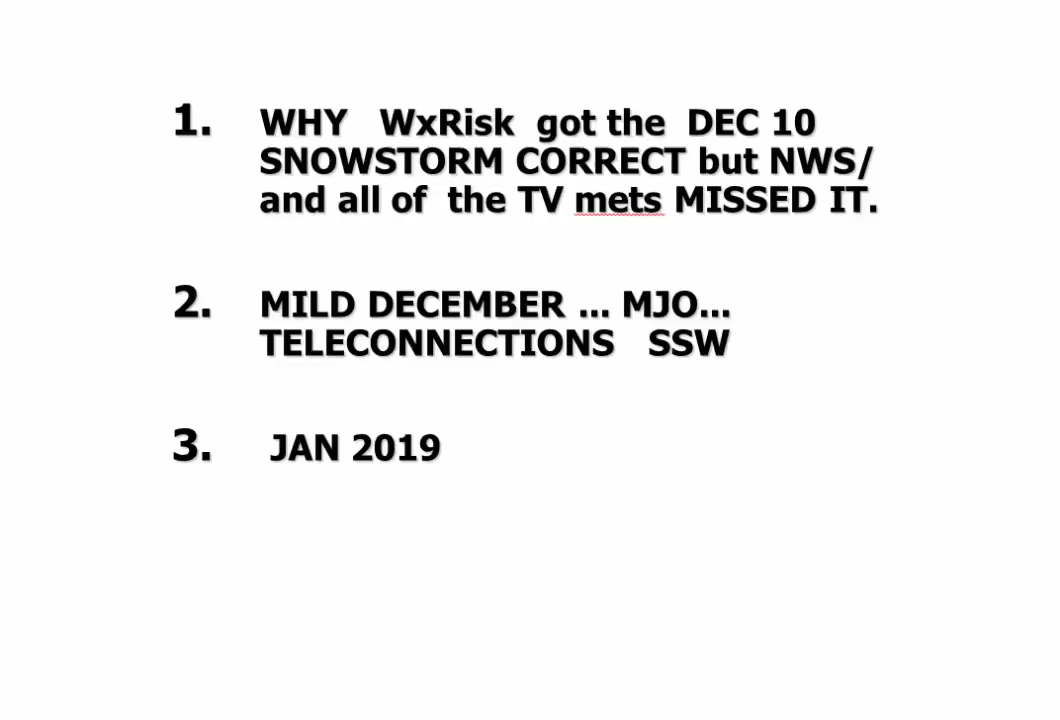 1. WHY WxRisk got the DEC 10
SNOWSTORM CORRECT but NWS/
and all of the TV mets MISSED IT.
2. MILD DECEMBER ... MJO...
TELECONNECTIONS SSW
3. JAN 2019